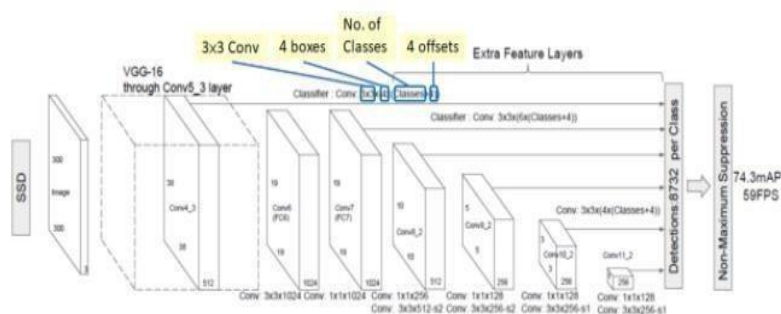 No. of
Classes
3x3 Conv
4 boxes
4 offsets
Extra Feature Layers
VGG-16
through Conv5_3 layer
Classifier : Conv: 3x3x(4x(Classes+4))
Classifier : Conv: 3x3x(6x(Classes+4))
SSD
300
Image
300
3
38
Conv4_3
38
512
19
Conv6
(FC6)
19
1024
19
Conv7
(FC7)
19
1024
10
Conv8_2
10
512
5
Conv9_2
5
256
Conv: 3x3x(4x(Classes+4))
3
Conv10_2
3
256
Conv11_2
256
Detections:8732 per Class
Non-Maximum Suppression
74.3mAP
59FPS
Conv: 3x3x1024
Conv: 1x1x1024
Conv: 1x1x256
Conv: 3x3x512-s2
Conv: 1x1x128
Conv: 3x3x256-s2
Conv: 1x1x128
Conv: 3x3x256-s1
Conv: 1x1x128
Conv: 3x3x256-s1